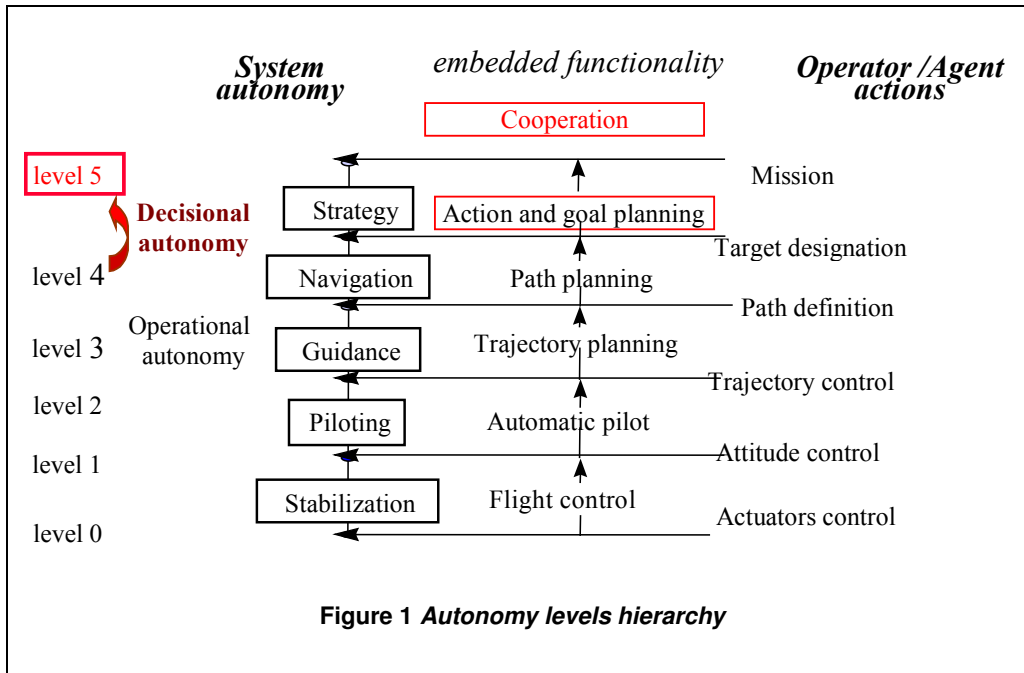 System
autonomy
embedded functionality
Operator /Agent
actions
Cooperation
level 5
Mission
Strategy
Action and goal planning
Decisional
autonomy
Target designation
level 4
Navigation
Path planning
Path definition
Operational
autonomy
level 3
Guidance
Trajectory planning
Trajectory control
level 2
Piloting
Automatic pilot
level 1
Attitude control
Stabilization
Flight control
Actuators control
level 0
Figure 1 Autonomy levels hierarchy